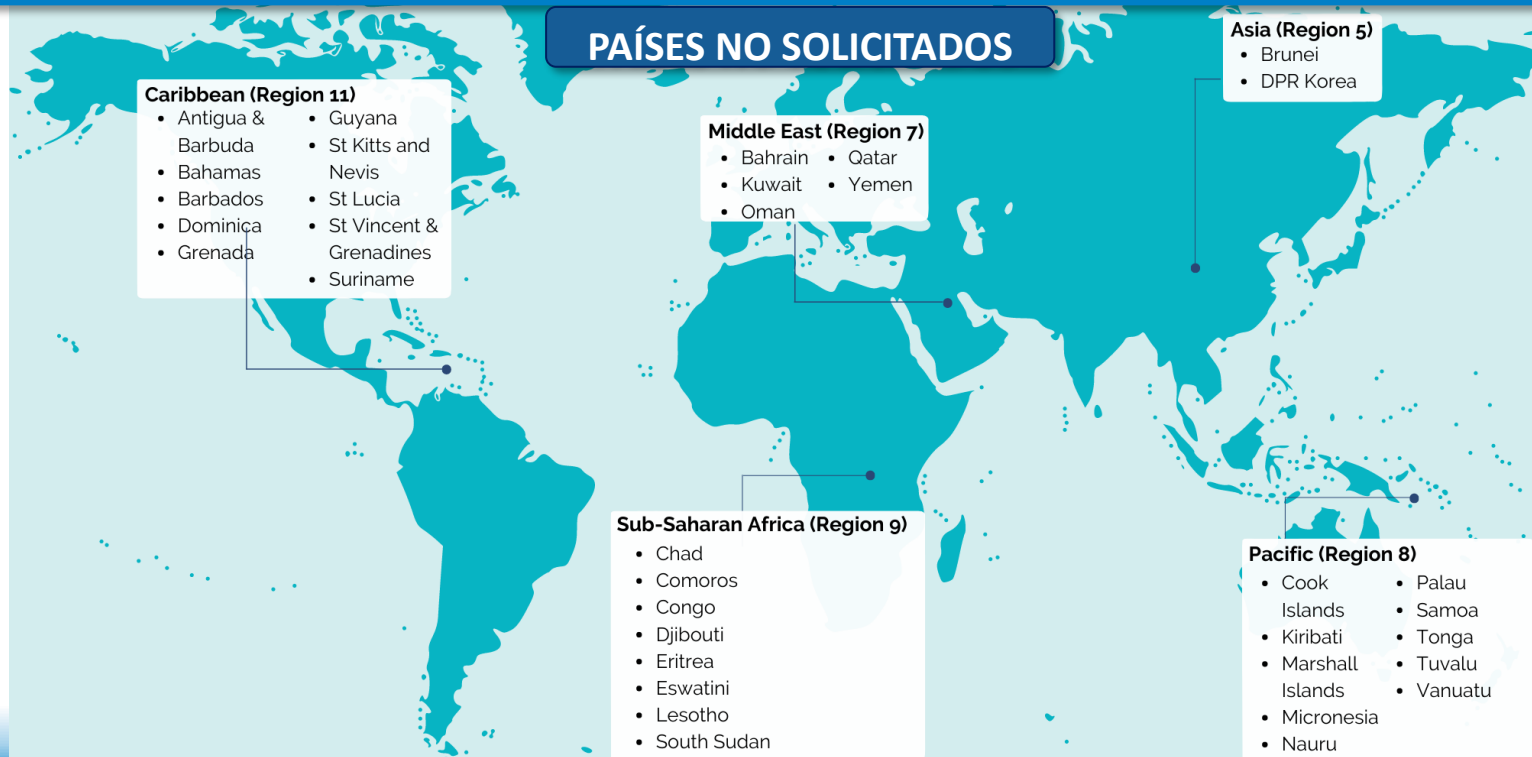 PAÍSES NO SOLICITADOS
Asia (Region 5)
• Brunei
• DPR Korea
Caribbean (Region 11)
• Antigua &
Barbuda
• Bahamas
• Barbados
• Dominica
• Grenada
• Guyana
• St Kitts and
Nevis
• St Lucia
• St Vincent &
Grenadines
• Suriname
Middle East (Region 7)
• Bahrain
• Kuwait
• Oman
• Qatar
• Yemen
Sub-Saharan Africa (Region 9)
• Chad
• Comoros
• Congo
• Djibouti
• Eritrea
• Eswatini
• Lesotho
• South Sudan
Pacific (Region 8)
• Cook
Islands
• Kiribati
• Marshall
Islands
• Micronesia
• Nauru
• Palau
• Samoa
• Tonga
• Tuvalu
• Vanuatu